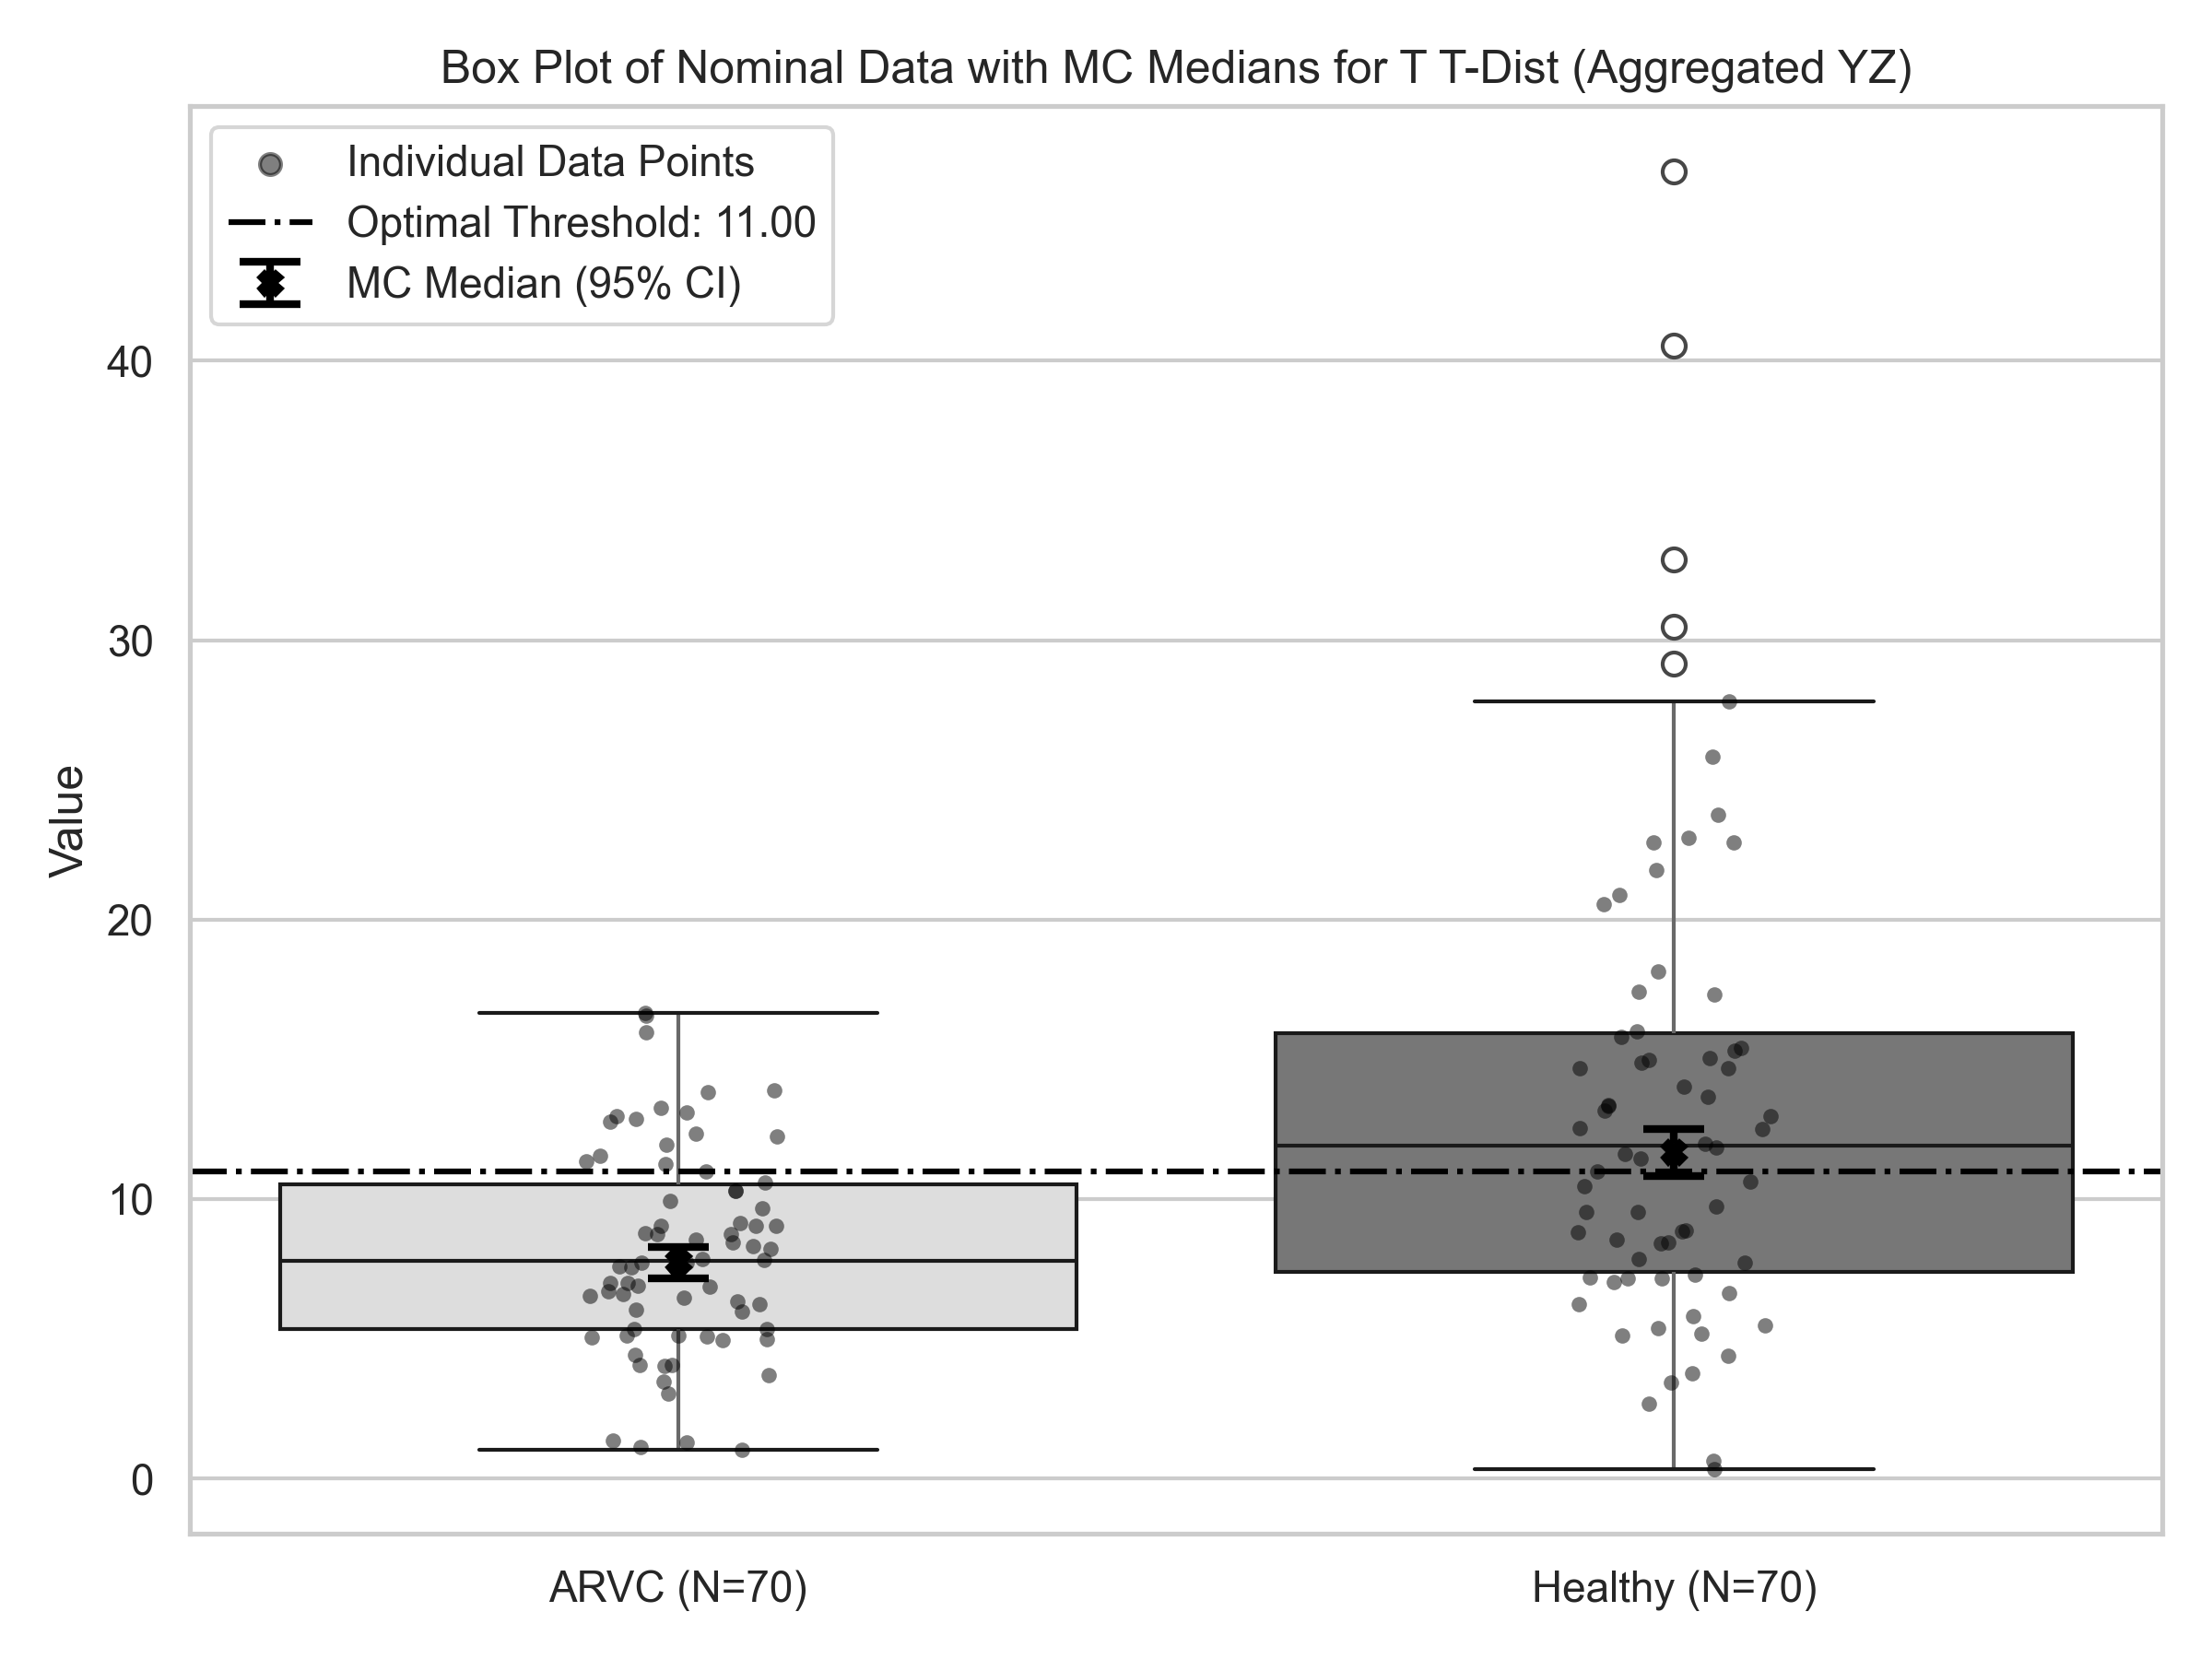 Box Plot of Nominal Data with MC Medians for T T-Dist (Aggregated YZ)
Individual Data Points
Optimal Threshold: 11.00
MC Median (95% CI)
Value
40
30
20
10
0
ARVC (N=70)
Healthy (N=70)